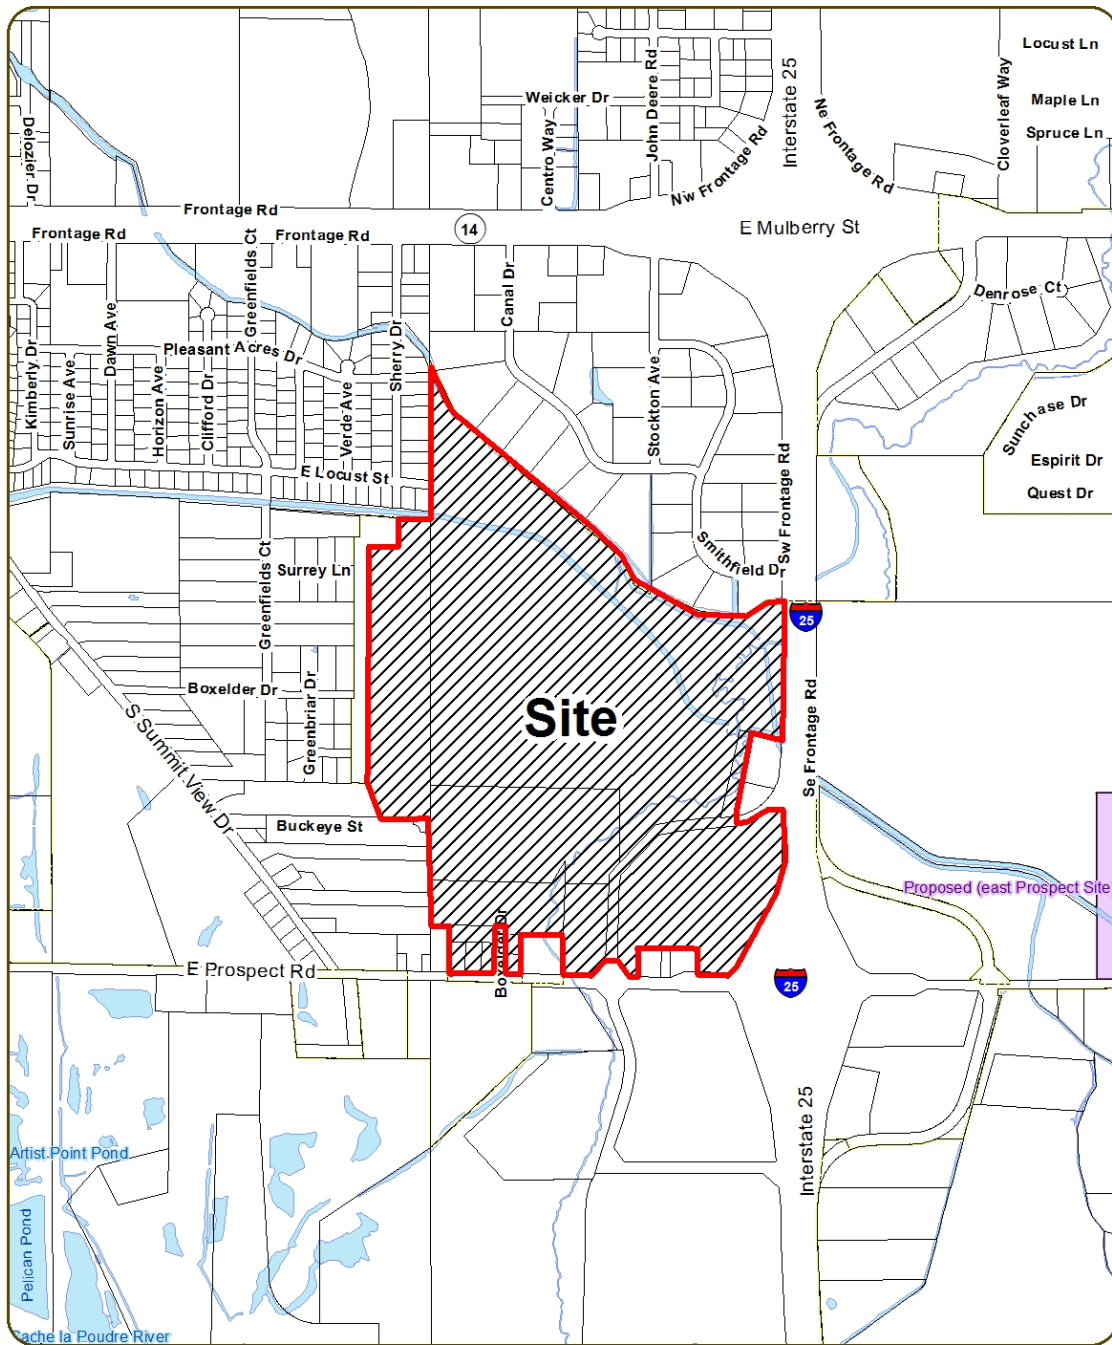 Locust Ln
Maple Ln
Spruce Ln
Cloverleaf Way
Weicker Dr
John Deere Rd
Interstate 25
Ne Frontage Rd
Delozier Dr
Centro Way
Nw Frontage Rd
Frontage Rd
Frontage Rd
Greenfields Ct
Frontage Rd
14
E Mulberry St
Canal Dr
Denrose Ct
Kimberly Dr
Sunrise Ave
Dawn Ave
Pleasant Acres Dr
Horizon Ave
Clifford Dr
Verde Ave
Sherry Dr
Stockton Ave
Sunchase Dr
Espirit Dr
Quest Dr
E Locust St
Sw Frontage Rd
Smithfield Dr
Surrey Ln
Greenfields Ct
25
Boxelder Dr
Greenbriar Dr
S Summit View Dr
Site
Se Frontage Rd
Buckeye St
Proposed (east Prospect Site
Boxelder Dr
E Prospect Rd
25
Interstate 25
Artist Point Pond
Pelican Pond
Cache la Poudre River